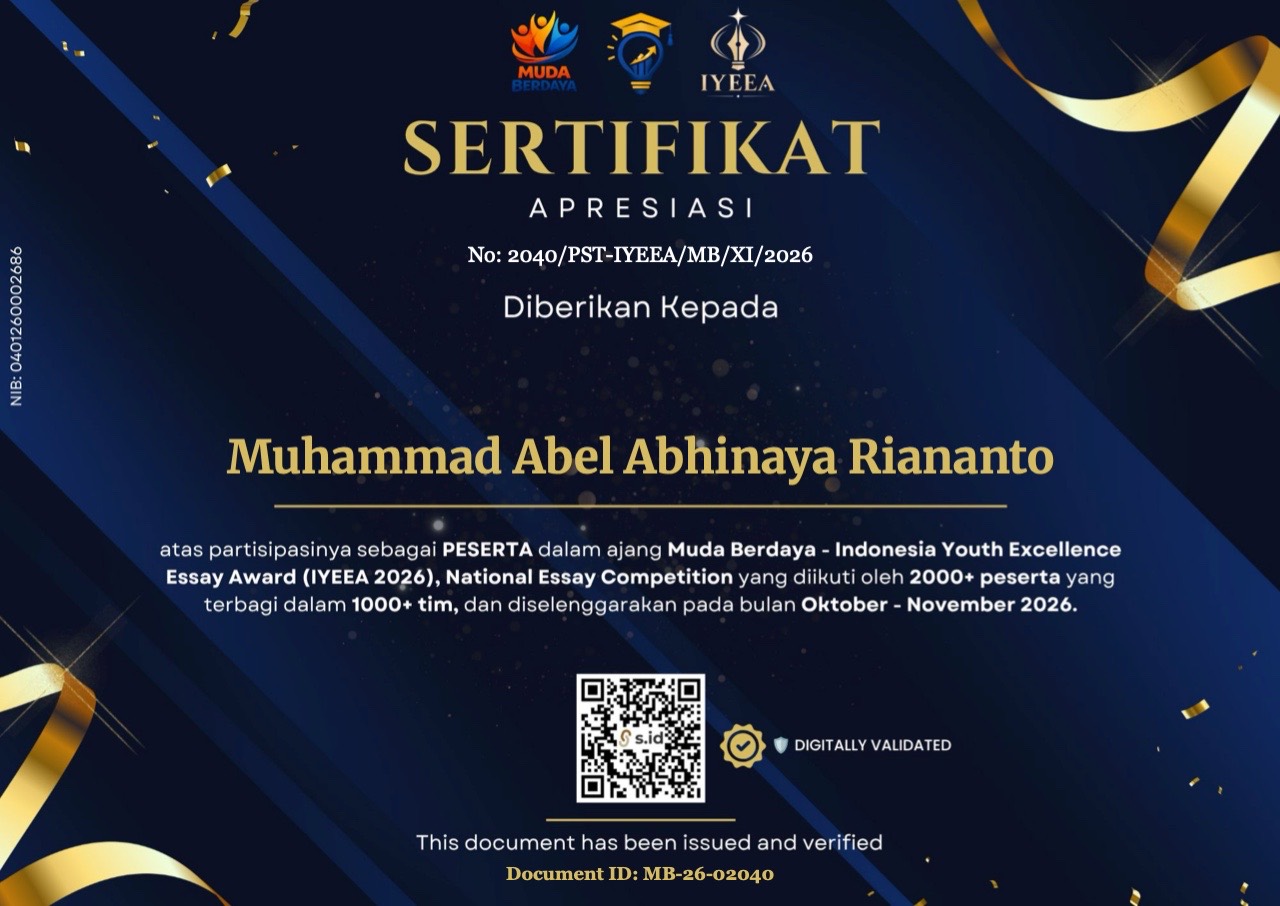 MUDA
BERDAYA
IYEEA
SERTIFIKAT
APRESIASI
No: 2040/PST-IYEEA/MB/XI/2026
Diberikan Kepada
NIB: 0401260002686
Muhammad Abel Abhinaya Riananto
atas partisipasinya sebagai PESERTA dalam ajang Muda Berdaya - Indonesia Youth Excellence
Essay Award (IYEEA 2026), National Essay Competition yang diikuti oleh 2000+ peserta yang
terbagi dalam 1000+ tim, dan diselenggarakan pada bulan Oktober - November 2026.
s.id
DIGITALLY VALIDATED
This document has been issued and verified
Document ID: MB-26-02040